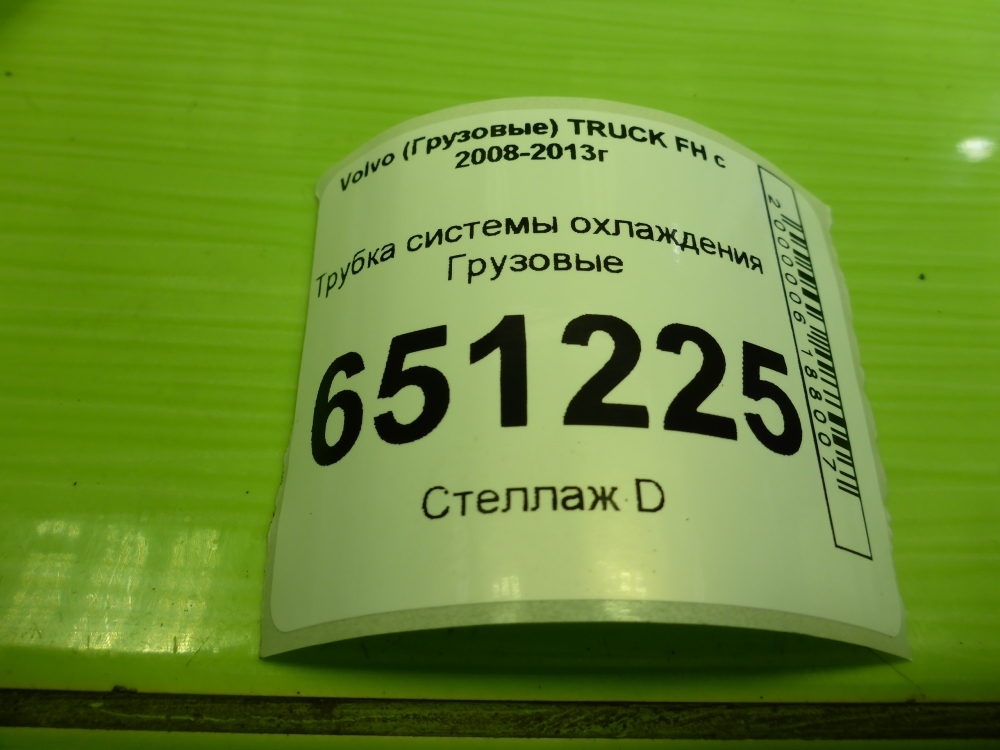 Volvo (Грузовые) TRUCK FH с
2008-2013г
Трубка системы охлаждения
Грузовые
651225
Стеллаж D
2000006188007